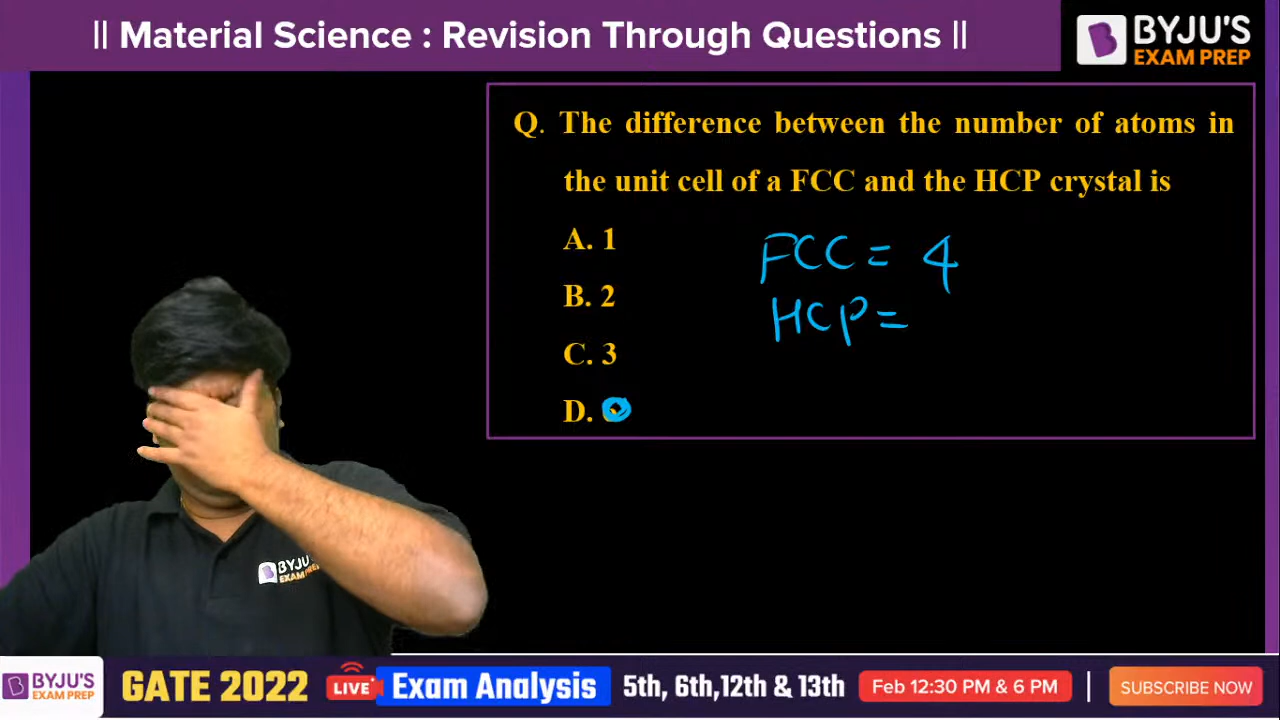 || Material Science : Revision Through Questions ||
BYJU'S
EXAM PREP
Q. The difference between the number of atoms in
the unit cell of a FCC and the HCP crystal is
A. 1
B. 2
C. 3
D.
FCC = 4
HCP =
BYJU'S
EXAM PREP
BYJU'S
EXAM PREP
GATE 2022
LIVE
Exam Analysis
5th, 6th,12th & 13th
Feb 12:30 PM & 6 PM
SUBSCRIBE NOW